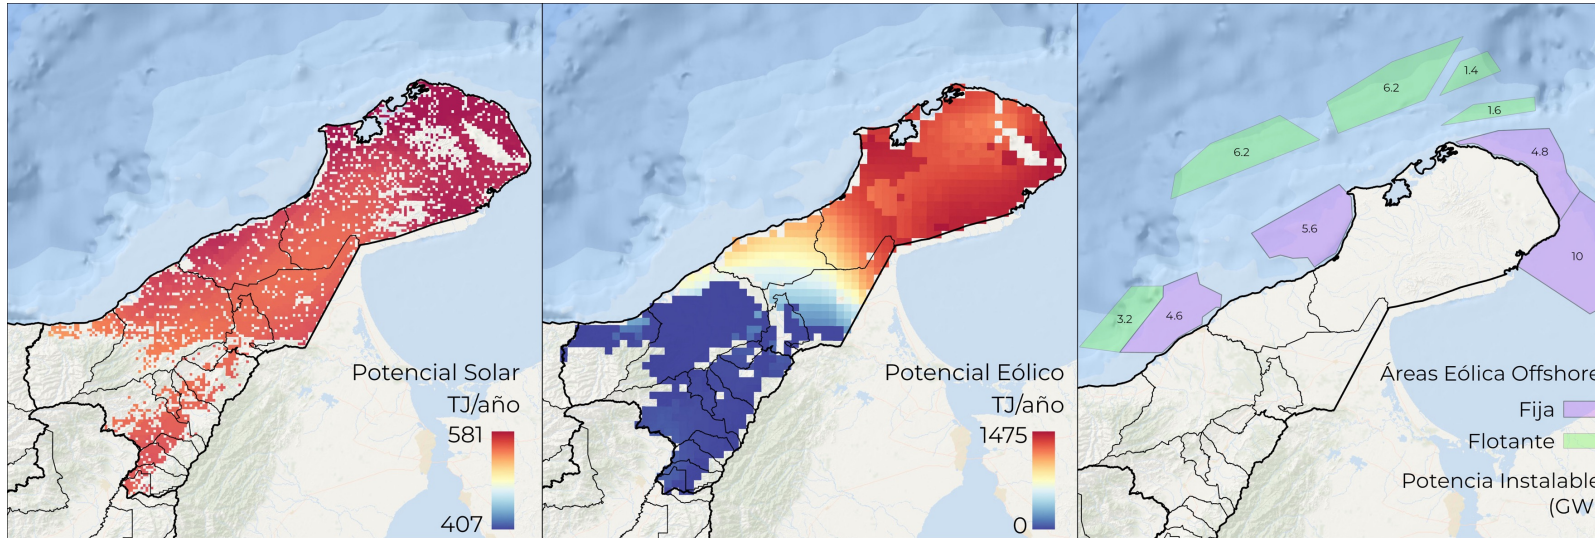 Potencial Solar
TJ/año
581
407
Potencial Eólico
TJ/año
1475
0
6.2
1.4
1.6
6.2
4.8
5.6
10
3.2
4.6
Áreas Eólica Offshore
Fija
Flotante
Potencia Instalable
(GW